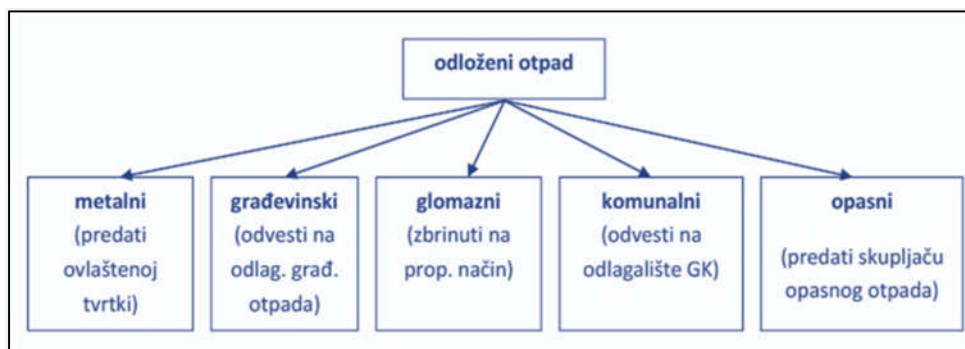 odloženi otpad
metalni
(predati
ovlaštenoj
tvrtki)
građevinski
(odvesti na
odlag. građ.
otpada)
glomazni
(zbrinuti na
prop. način)
komunalni
(odvesti na
odlagalište GK)
opasni
(predati skupljaču
opasnog otpada)